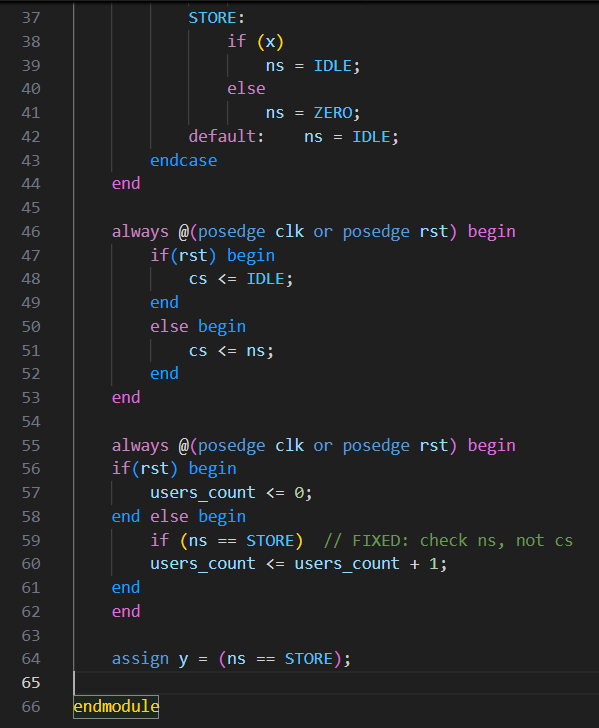 37 STORE:
38 if (x)
39 ns = IDLE;
40 else
41 ns = ZERO;
42 default:    ns = IDLE;
43 endcase
44 end
45
46 always @(posedge clk or posedge rst) begin
47 if(rst) begin
48 cs <= IDLE;
49 end
50 else begin
51 cs <= ns;
52 end
53 end
54
55 always @(posedge clk or posedge rst) begin
56 if(rst) begin
57 users_count <= 0;
58 end else begin
59 if (ns == STORE)  // FIXED: check ns, not cs
60 users_count <= users_count + 1;
61 end
62 end
63
64 assign y = (ns == STORE);
65
66 endmodule